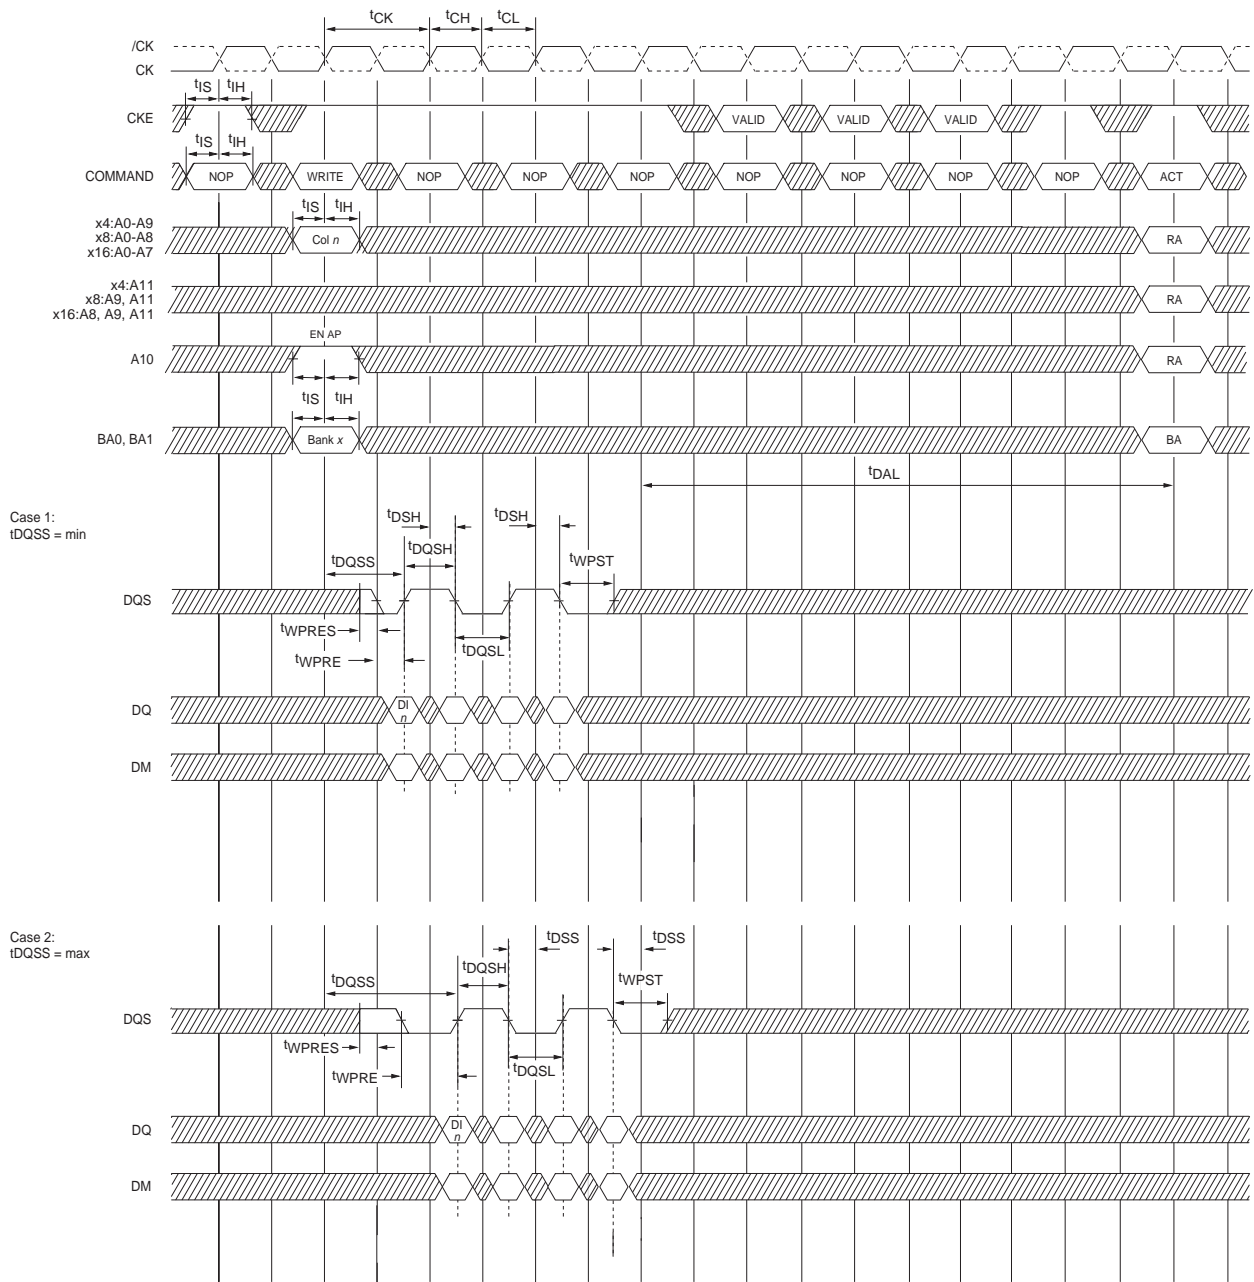 tCK tCH tCL
/CK
CK
tIS tIH
CKE VALID VALID VALID
tIS tIH
COMMAND NOP WRITE NOP NOP NOP NOP NOP NOP NOP ACT
tIS tIH
x4:A0-A9
x8:A0-A8
x16:A0-A7
Col n RA
x4:A11
x8:A9, A11
x16:A8, A9, A11
RA
EN AP
A10 RA
tIS tIH
BA0, BA1 Bank x BA
tDAL
Case 1:
tDQSS = min
tDSH tDSH
tDQSH
tDQSS tWPST
DQS
tWPRES
tDQSL
tWPRE
DQ DI
n
DM
Case 2:
tDQSS = max
tDSS tDSS
tDQSH
tDQSS tWPST
DQS
tWPRES
tDQSL
tWPRE
DQ DI
n
DM